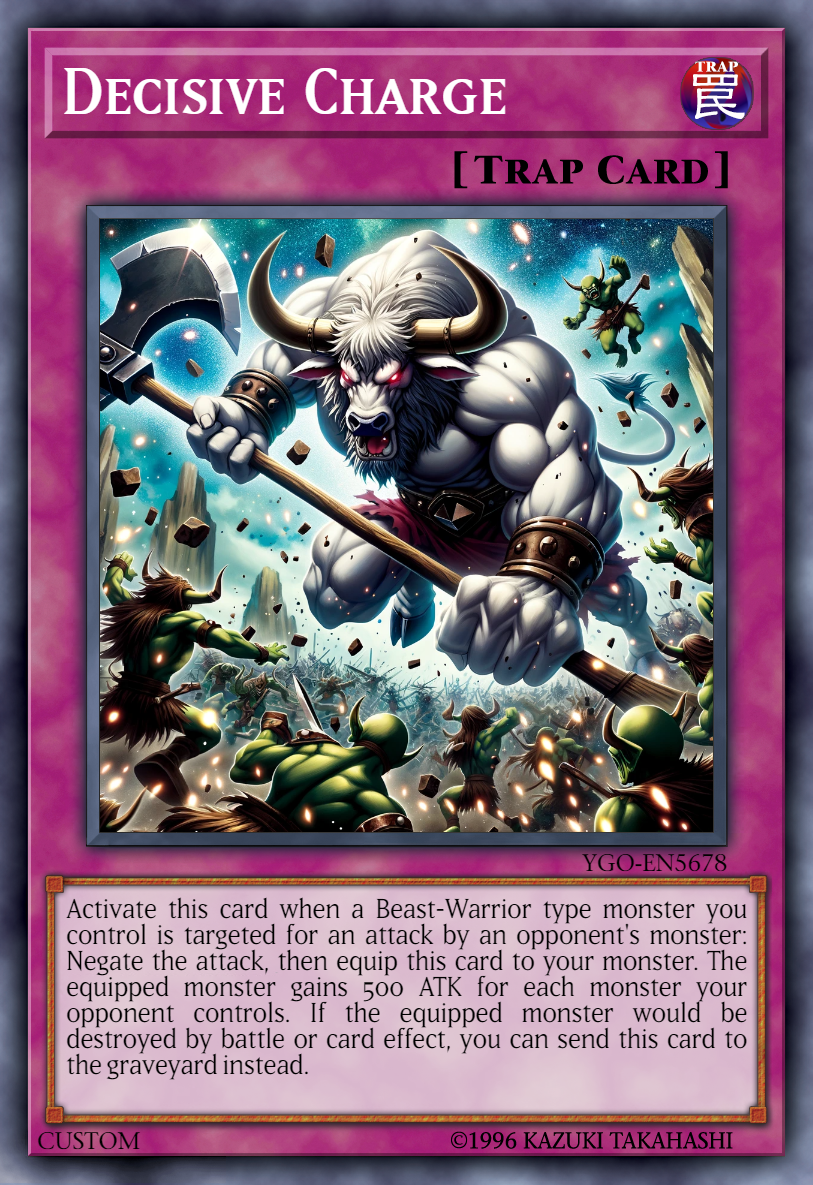 Decisive Charge
TRAP
罠
[Trap Card]
YGO-EN5678
Activate this card when a Beast-Warrior type monster you
control is targeted for an attack by an opponent's monster:
Negate the attack, then equip this card to your monster. The
equipped monster gains 500 ATK for each monster your
opponent controls. If the equipped monster would be
destroyed by battle or card effect, you can send this card to
the graveyard instead.
CUSTOM
©1996 KAZUKI TAKAHASHI